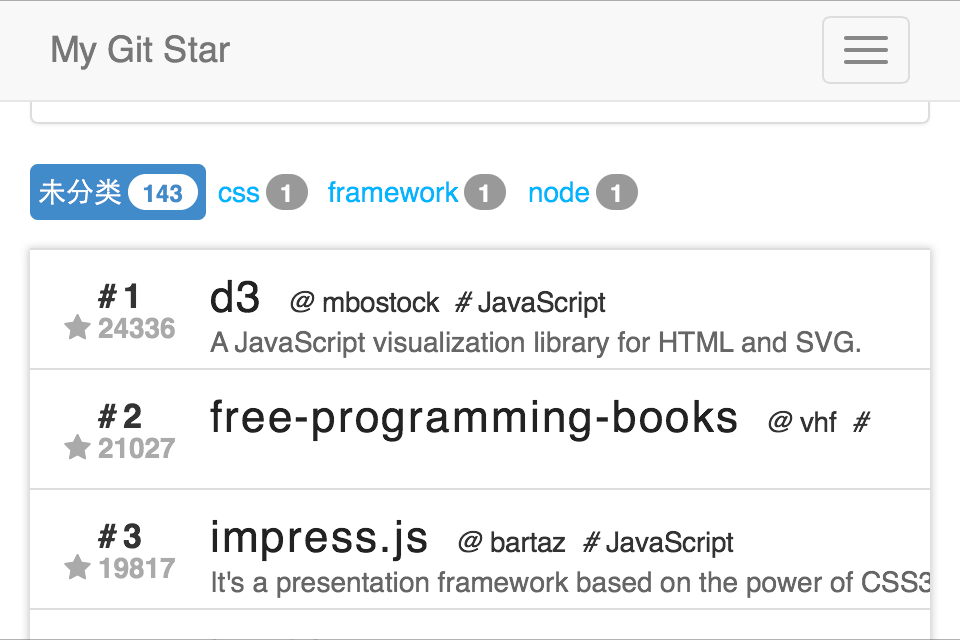 My Git Star
未分类 143 css 1 framework 1 node 1
# 1 d3 @ mbostock # JavaScript
24336 A JavaScript visualization library for HTML and SVG.
# 2 free-programming-books @ vhf #
21027
# 3 impress.js @ bartaz # JavaScript
19817 It's a presentation framework based on the power of CSS3